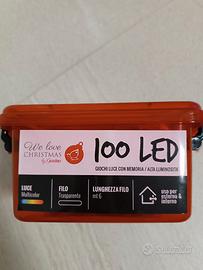 We love
CHRISTMAS
100 LED
GIOCHI LUCE CON MEMORIA / ALTA LUMINOSITÀ
LUCE
Multicolor
FILO
Trasparente
LUNGHEZZA FILO
mt 6
uso per
esterno &
interno
subito